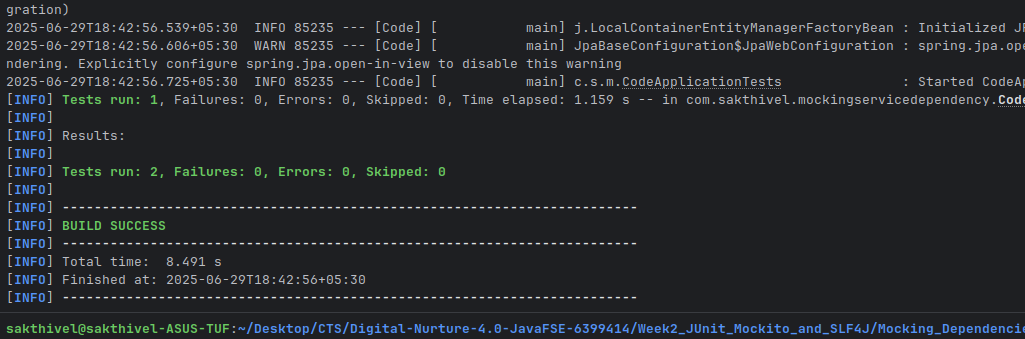 gration)
2025-06-29T18:42:56.539+05:30  INFO 85235 --- [Code] [           main] j.LocalContainerEntityManagerFactoryBean : Initialized JP
2025-06-29T18:42:56.606+05:30  WARN 85235 --- [Code] [           main] JpaBaseConfiguration$JpaWebConfiguration : spring.jpa.ope
ndering. Explicitly configure spring.jpa.open-in-view to disable this warning
2025-06-29T18:42:56.725+05:30  INFO 85235 --- [Code] [           main] c.s.m.CodeApplicationTests               : Started CodeAp
[INFO] Tests run: 1, Failures: 0, Errors: 0, Skipped: 0, Time elapsed: 1.159 s -- in com.sakthivel.mockingservicedependency.Code
[INFO]
[INFO] Results:
[INFO]
[INFO] Tests run: 2, Failures: 0, Errors: 0, Skipped: 0
[INFO]
[INFO] ------------------------------------------------------------------------
[INFO] BUILD SUCCESS
[INFO] ------------------------------------------------------------------------
[INFO] Total time:  8.491 s
[INFO] Finished at: 2025-06-29T18:42:56+05:30
[INFO] ------------------------------------------------------------------------
sakthivel@sakthivel-ASUS-TUF:~/Desktop/CTS/Digital-Nurture-4.0-JavaFSE-6399414/Week2_JUnit_Mockito_and_SLF4J/Mocking_Dependencie